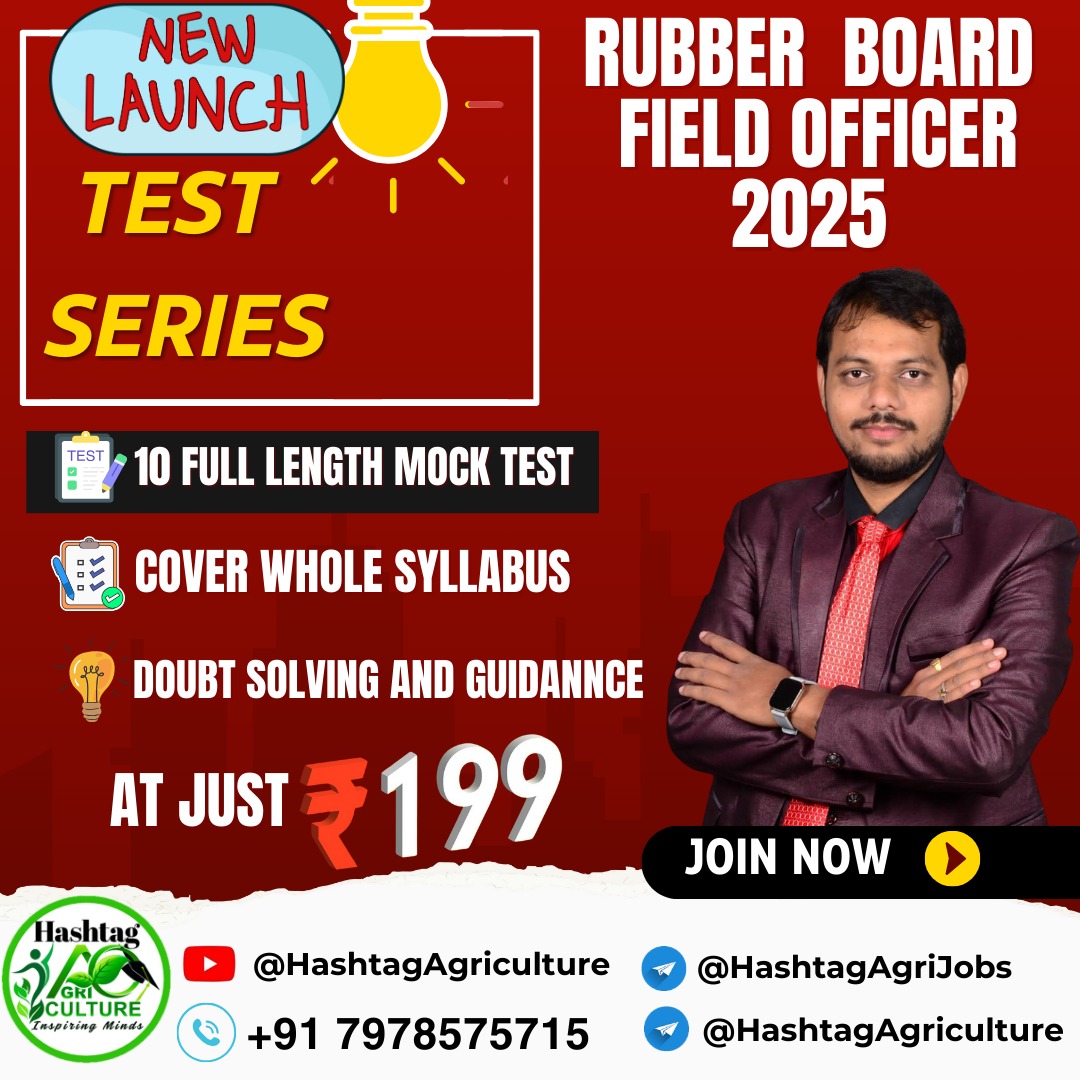 NEW
LAUNCH
TEST
SERIES
RUBBER BOARD
FIELD OFFICER
2025
TEST
10 FULL LENGTH MOCK TEST
COVER WHOLE SYLLABUS
DOUBT SOLVING AND GUIDANNCE
AT JUST ₹199
JOIN NOW
Hashtag
AGRI
CULTURE
Inspiring Minds
@HashtagAgriculture
@HashtagAgriJobs
+91 7978575715
@HashtagAgriculture